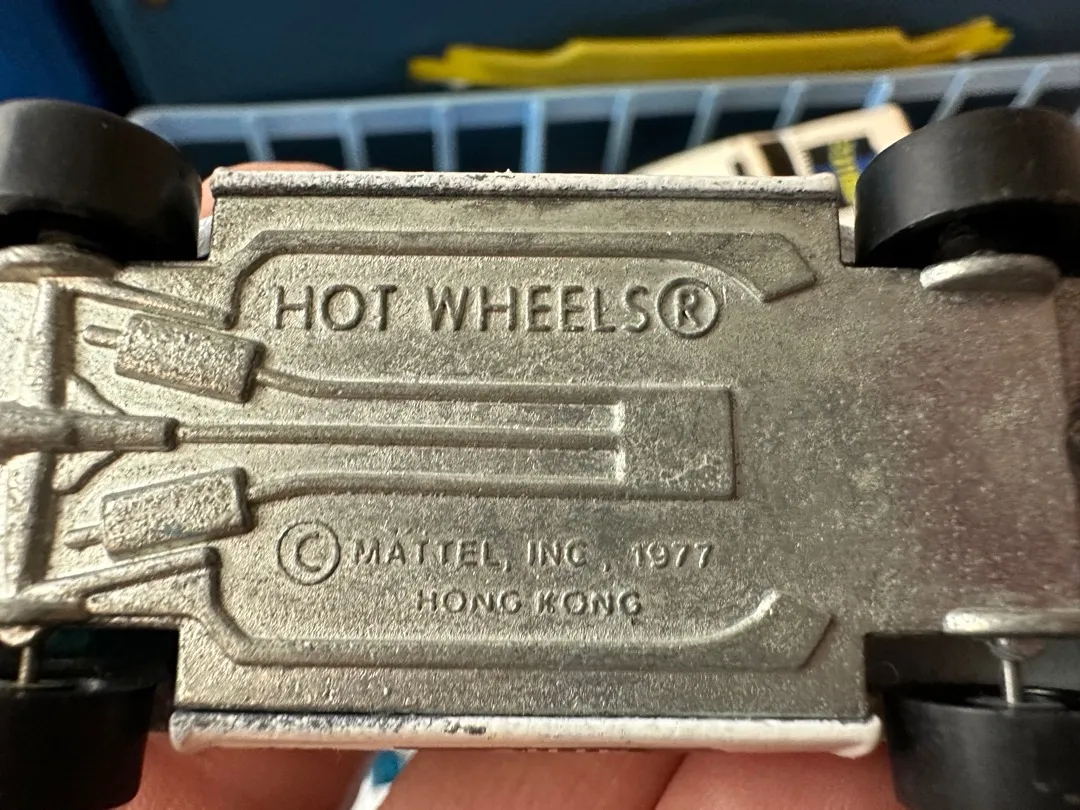 HOT WHEELS®
© MATTEL, INC., 1977
HONG KONG